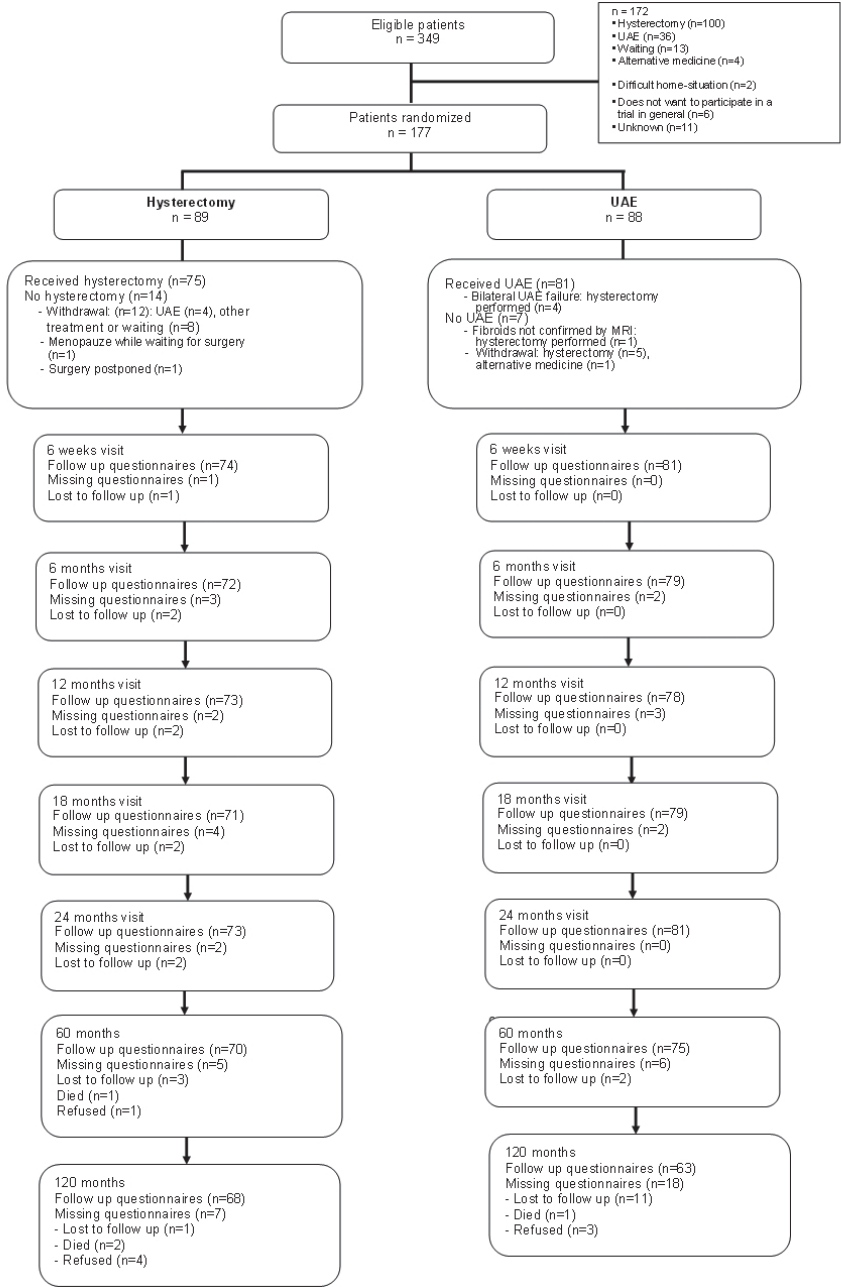 Eligible patients
n = 349
n = 172
▪ Hysterectomy (n=100)
▪ UAE (n=36)
▪ Waiting (n=13)
▪ Alternative medicine (n=4)
▪ Difficult home-situation (n=2)
▪ Does not want to participate in a
trial in general (n=6)
▪ Unknown (n=11)
Patients randomized
n = 177
Hysterectomy
n = 89
Received hysterectomy (n=75)
No hysterectomy (n=14)
- Withdrawal: (n=12): UAE (n=4), other
treatment or waiting (n=8)
- Menopauze while waiting for surgery
(n=1)
- Surgery postponed (n=1)
6 weeks visit
Follow up questionnaires (n=74)
Missing questionnaires (n=1)
Lost to follow up (n=1)
6 months visit
Follow up questionnaires (n=72)
Missing questionnaires (n=3)
Lost to follow up (n=2)
12 months visit
Follow up questionnaires (n=73)
Missing questionnaires (n=2)
Lost to follow up (n=2)
18 months visit
Follow up questionnaires (n=71)
Missing questionnaires (n=4)
Lost to follow up (n=2)
24 months visit
Follow up questionnaires (n=73)
Missing questionnaires (n=2)
Lost to follow up (n=2)
60 months
Follow up questionnaires (n=70)
Missing questionnaires (n=5)
Lost to follow up (n=3)
Died (n=1)
Refused (n=1)
120 months
Follow up questionnaires (n=68)
Missing questionnaires (n=7)
- Lost to follow up (n=1)
- Died (n=2)
- Refused (n=4)
UAE
n = 88
Received UAE (n=81)
- Bilateral UAE failure: hysterectomy
performed (n=4)
No UAE (n=7)
- Fibroids not confirmed by MRI:
hysterectomy performed (n=1)
- Withdrawal: hysterectomy (n=5),
alternative medicine (n=1)
6 weeks visit
Follow up questionnaires (n=81)
Missing questionnaires (n=0)
Lost to follow up (n=0)
6 months visit
Follow up questionnaires (n=79)
Missing questionnaires (n=2)
Lost to follow up (n=0)
12 months visit
Follow up questionnaires (n=78)
Missing questionnaires (n=3)
Lost to follow up (n=0)
18 months visit
Follow up questionnaires (n=79)
Missing questionnaires (n=2)
Lost to follow up (n=0)
24 months visit
Follow up questionnaires (n=81)
Missing questionnaires (n=0)
Lost to follow up (n=0)
60 months
Follow up questionnaires (n=75)
Missing questionnaires (n=6)
Lost to follow up (n=2)
120 months
Follow up questionnaires (n=63)
Missing questionnaires (n=18)
- Lost to follow up (n=11)
- Died (n=1)
- Refused (n=3)